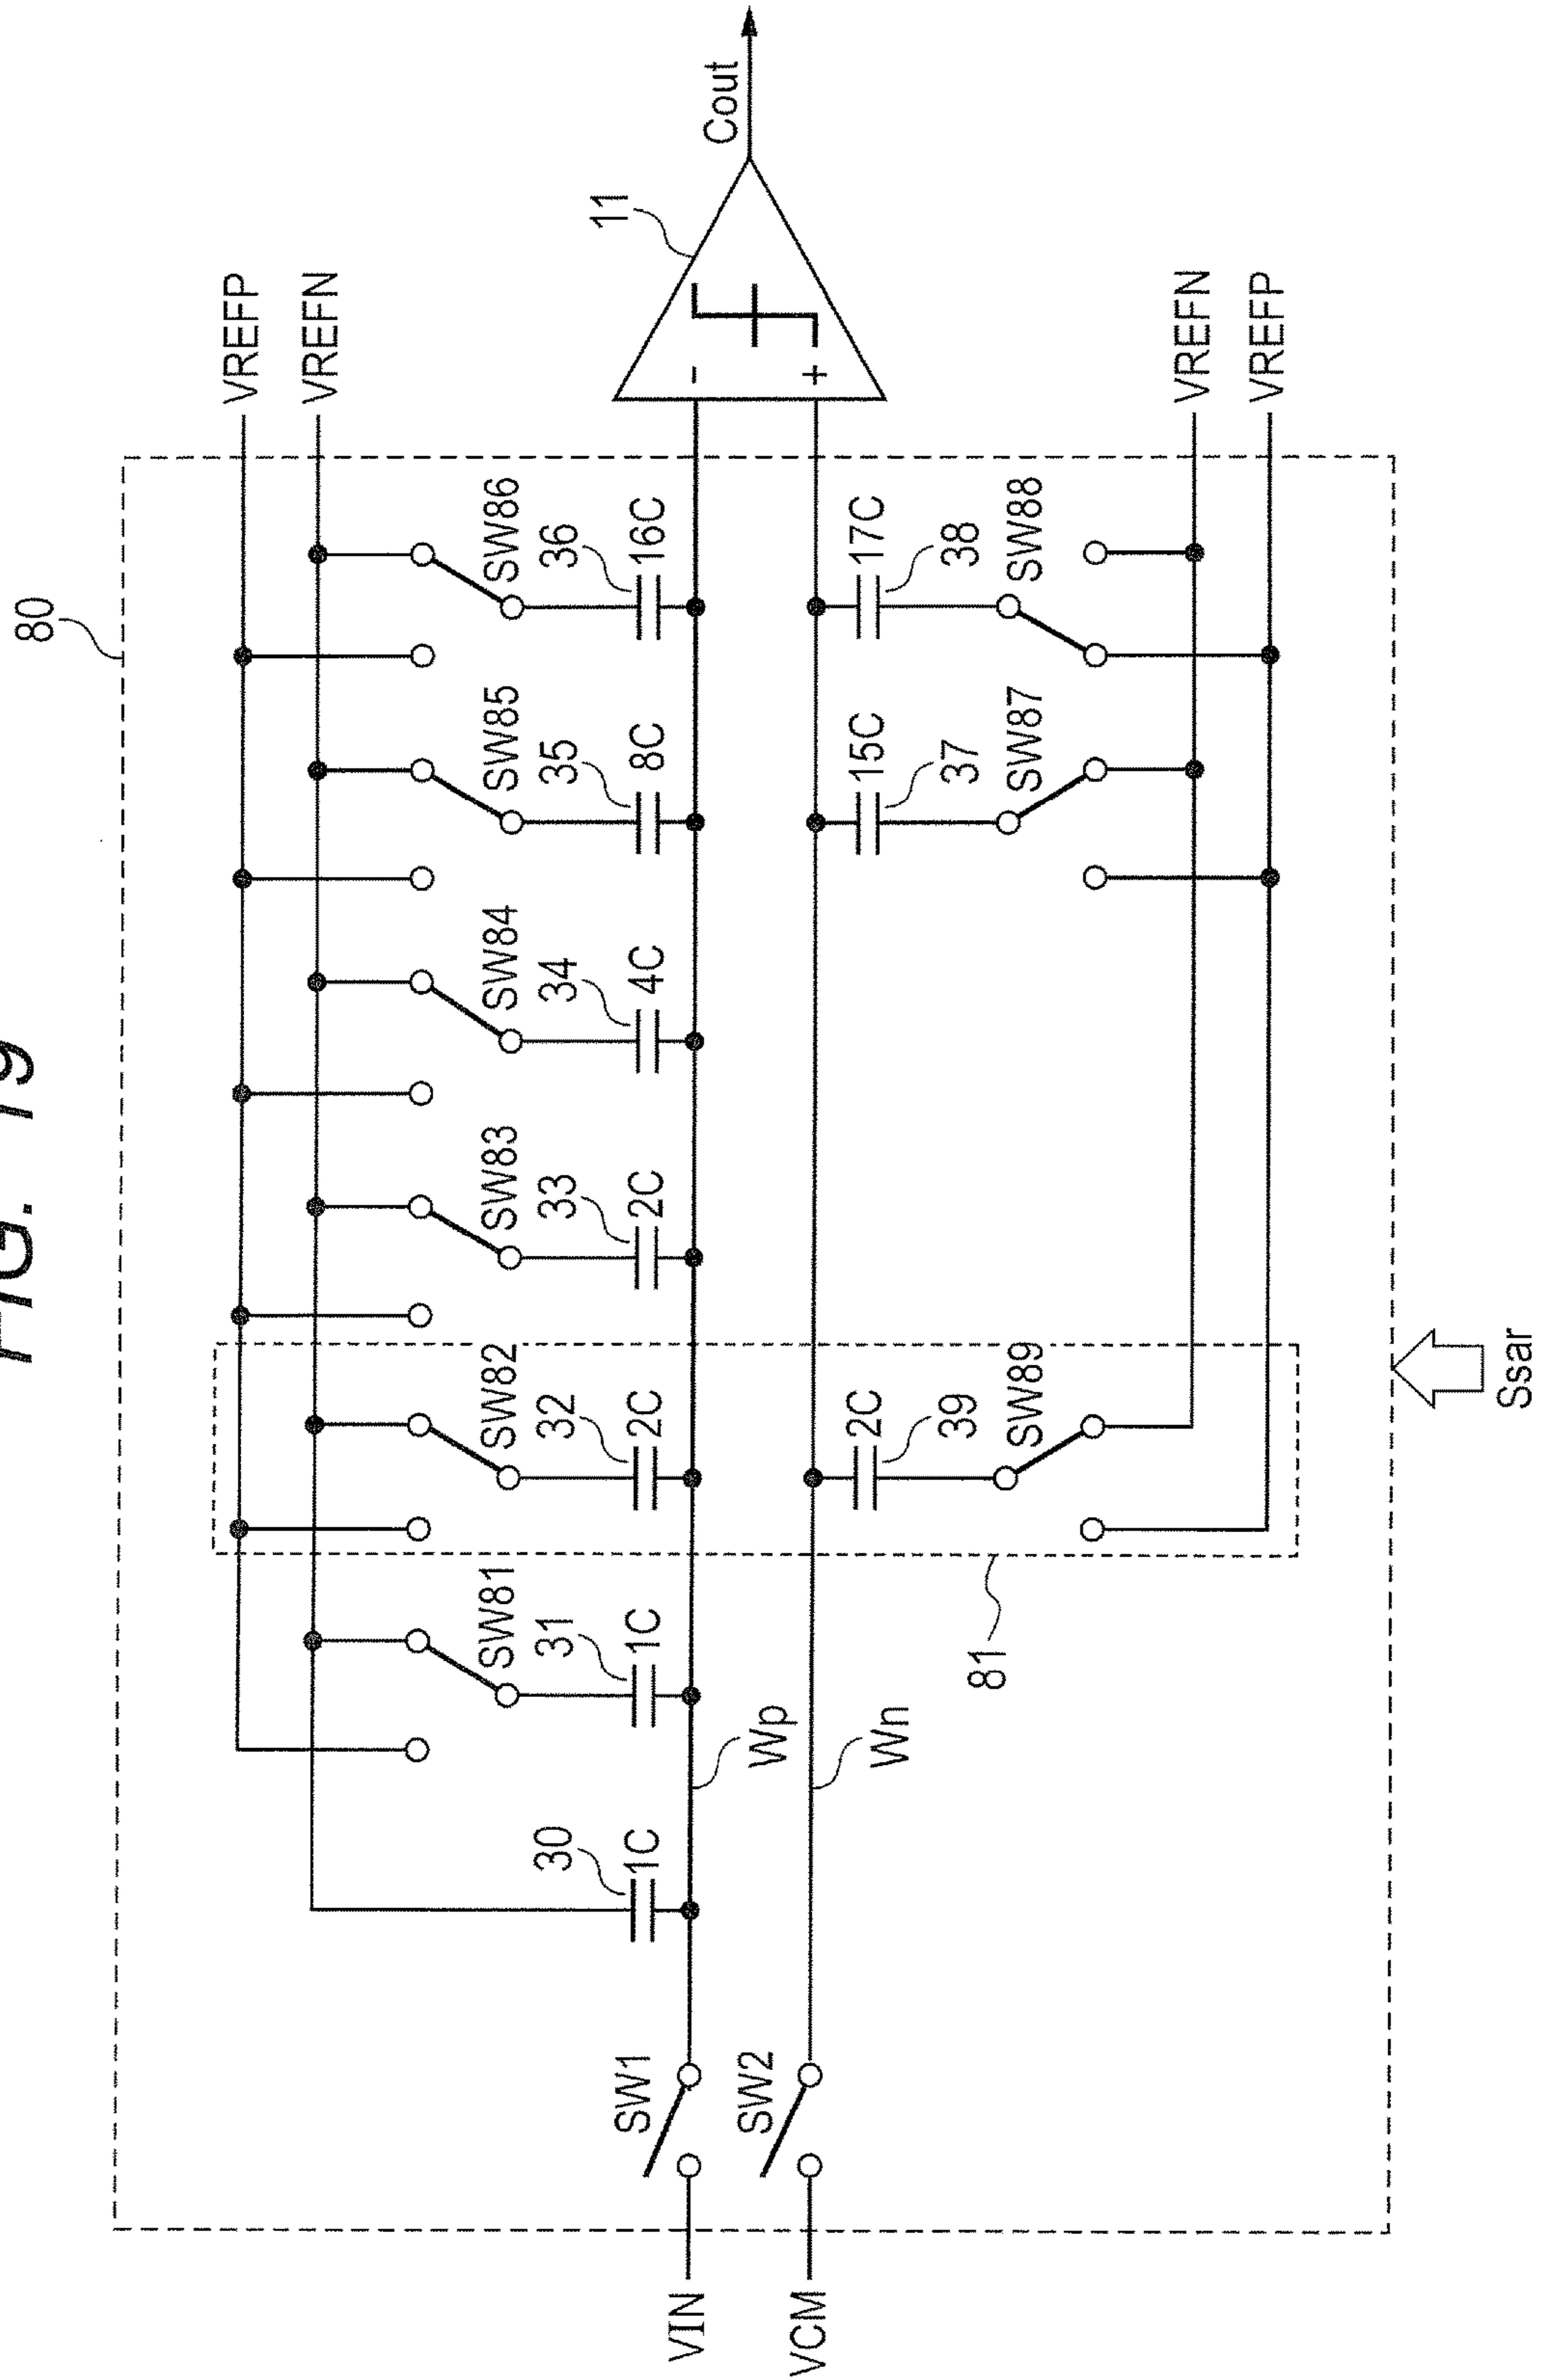 FIG. 19
80
VREFP
VREFN
SW81
SW82
SW83
SW84
SW85
SW86
30
31
32
33
34
35
36
1C
1C
2C
2C
4C
8C
16C
11
-
+
Cout
VIN
SW1
Wp
VCM
SW2
Wn
2C
15C
17C
39
37
38
SW89
SW87
SW88
81
VREFN
VREFP
Ssar